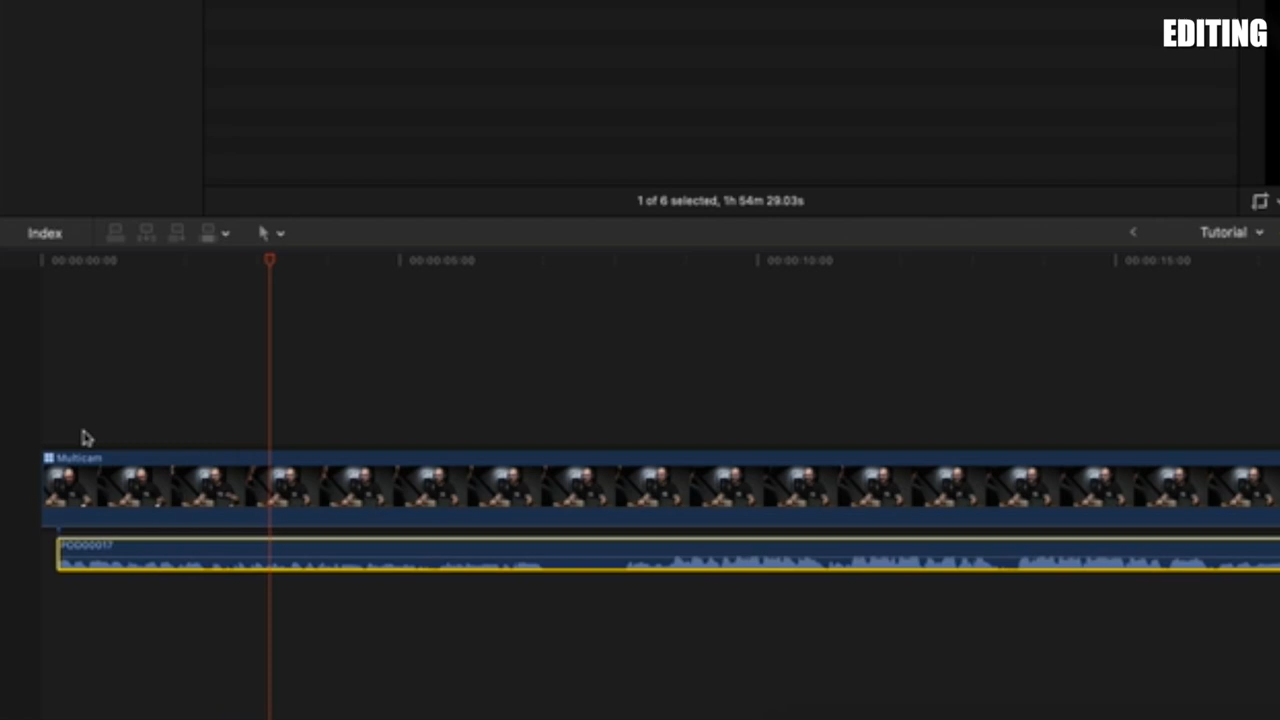 EDITING
1 of 6 selected, 1h 54m 29.03s
Index
Tutorial
00:00:00:00
00:00:05:00
00:00:10:00
00:00:15:00
Multicam
POD00017